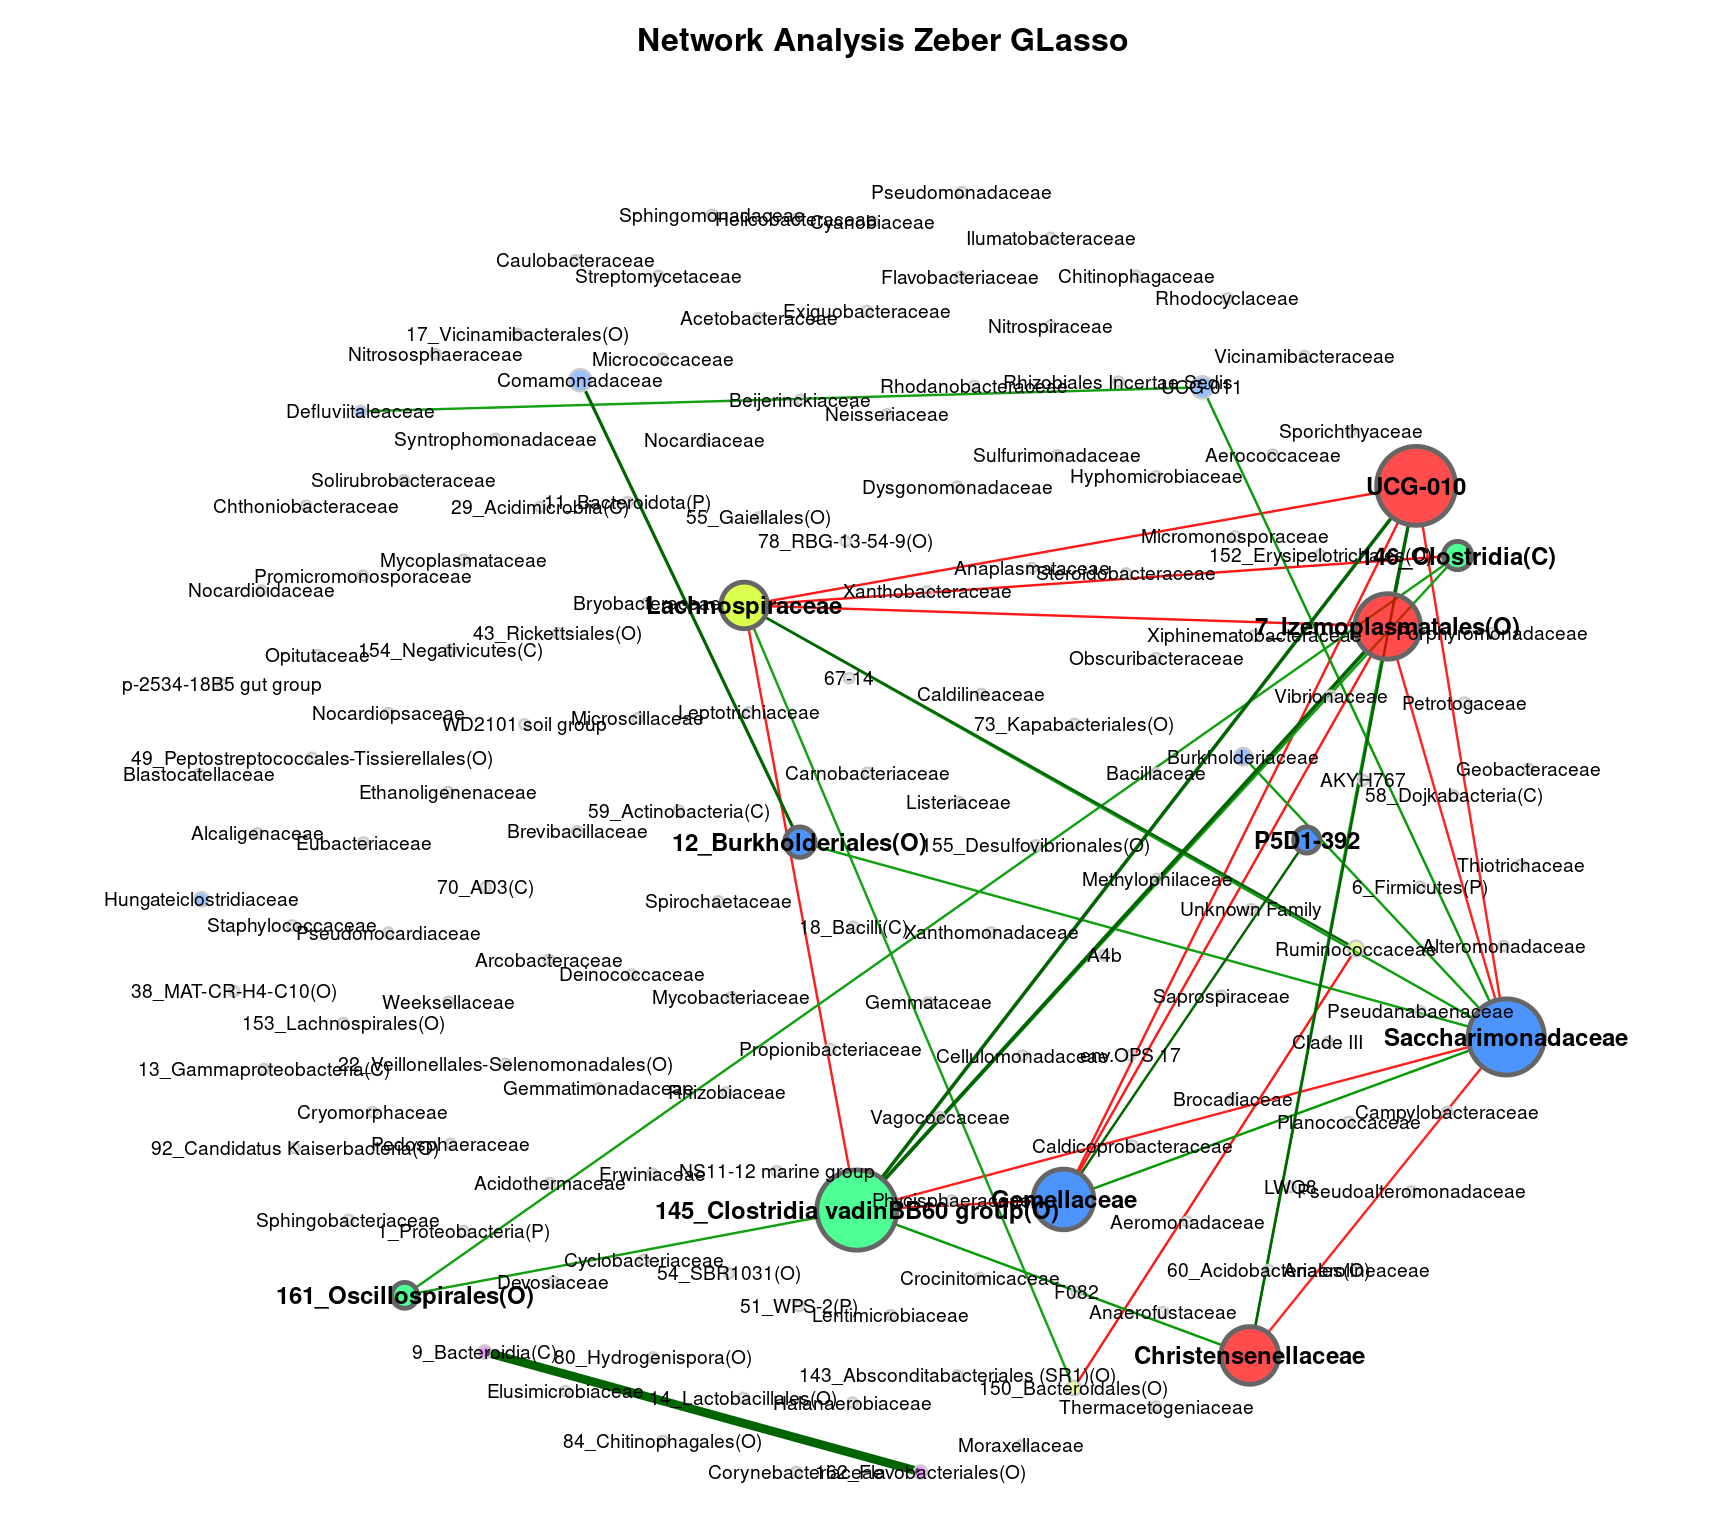 Network Analysis Zeber GLasso
Pseudomonadaceae
Sphingomonadaceae
Helicobacteraceae
Cyanobiaceae
Ilumatobacteraceae
Caulobacteraceae
Streptomycetaceae
Flavobacteriaceae
Chitinophagaceae
Rhodocyclaceae
Exiguobacteraceae
Acetobacteraceae
Nitrospiraceae
17_Vicinamibacterales(O)
Nitrososphaeraceae
Micrococcaceae
Vicinamibacteraceae
Comamonadaceae
Rhodanobacteraceae
Rhizobiales Incertae Sedis
UCG-011
Beijerinckiaceae
Defluviitaleaceae
Neisseriaceae
Sporichthyaceae
Syntrophomonadaceae
Nocardiaceae
Sulfurimonadaceae
Aerococcaceae
Hyphomicrobiaceae
Solirubrobacteraceae
Dysgonomonadaceae
UCG-010
Chthoniobacteraceae
29_Acidimicrobiia(C)
11_Bacteroidota(P)
55_Gaiellales(O)
78_RBG-13-54-9(O)
Micromonosporaceae
152_Erysipelotrichales(O)
146_Clostridia(C)
Mycoplasmataceae
Anaplasmataceae
Steroidobacteraceae
Promicromonosporaceae
Nocardioidaceae
Xanthobacteraceae
Bryobacteraceae
Lachnospiraceae
7_Izemoplasmatales(O)
43_Rickettsiales(O)
Xiphinematobacteraceae
Porphyromonadaceae
Opitutaceae
154_Negativicutes(C)
Obscuribacteraceae
67-14
p-2534-18B5 gut group
Caldilineaceae
Vibrionaceae
Petrotogaceae
Nocardiopsaceae
WD2101 soil group
Microscillaceae
Leptotrichiaceae
73_Kapabacteriales(O)
49_Peptostreptococcales-Tissierellales(O)
Burkholderiaceae
Blastocatellaceae
Carnobacteriaceae
Bacillaceae
AKYH767
Geobacteraceae
Ethanoligenenaceae
58_Dojkabacteria(C)
Listeriaceae
59_Actinobacteria(C)
Alcaligenaceae
Eubacteriaceae
Brevibacillaceae
12_Burkholderiales(O)
155_Desulfovibrionales(O)
P5D1-392
Thiotrichaceae
Methylophilaceae
6_Firmicutes(P)
70_AD3(C)
Hungateiclostridiaceae
Spirochaetaceae
Unknown Family
Staphylococcaceae
Pseudonocardiaceae
18_Bacilli(C)
Xanthomonadaceae
Ruminococcaceae
Alteromonadaceae
A4b
Arcobacteraceae
Deinococcaceae
38_MAT-CR-H4-C10(O)
Weeksellaceae
Mycobacteriaceae
Gemmataceae
Saprospiraceae
Pseudanabaenaceae
153_Lachnospirales(O)
Saccharimonadaceae
Clade III
Propionibacteriaceae
Cellulomonadaceae
env.OPS 17
13_Gammaproteobacteria(C)
22_Veillonellales-Selenomonadales(O)
Gemmatimonadaceae
Rhizobiaceae
Brocadiaceae
Cryomorphaceae
Vagococcaceae
Planococcaceae
Campylobacteraceae
92_Candidatus Kaiserbacteria(O)
Pedosphaeraceae
Caldicoprobacteraceae
Acidothermaceae
Erwiniaceae
NS11-12 marine group
LWQ8
Pseudoalteromonadaceae
Phycisphaeraceae
Gemellaceae
145_Clostridia vadinBB60 group(O)
Sphingobacteriaceae
1_Proteobacteria(P)
Aeromonadaceae
Cyclobacteriaceae
54_SBR1031(O)
Devosiaceae
Crocinitomicaceae
60_Acidobacteriales(O)
Anaerolineaceae
161_Oscillospirales(O)
F082
51_WPS-2(P)
Lentimicrobiaceae
Anaerofustaceae
9_Bacteroidia(C)
80_Hydrogenispora(O)
Christensenellaceae
143_Absconditabacteriales (SR1)(O)
150_Bacteroidales(O)
Elusimicrobiaceae
14_Lactobacillales(O)
Halanaerobiaceae
Thermacetogeniaceae
84_Chitinophagales(O)
Moraxellaceae
Corynebacteriaceae
162_Flavobacteriales(O)